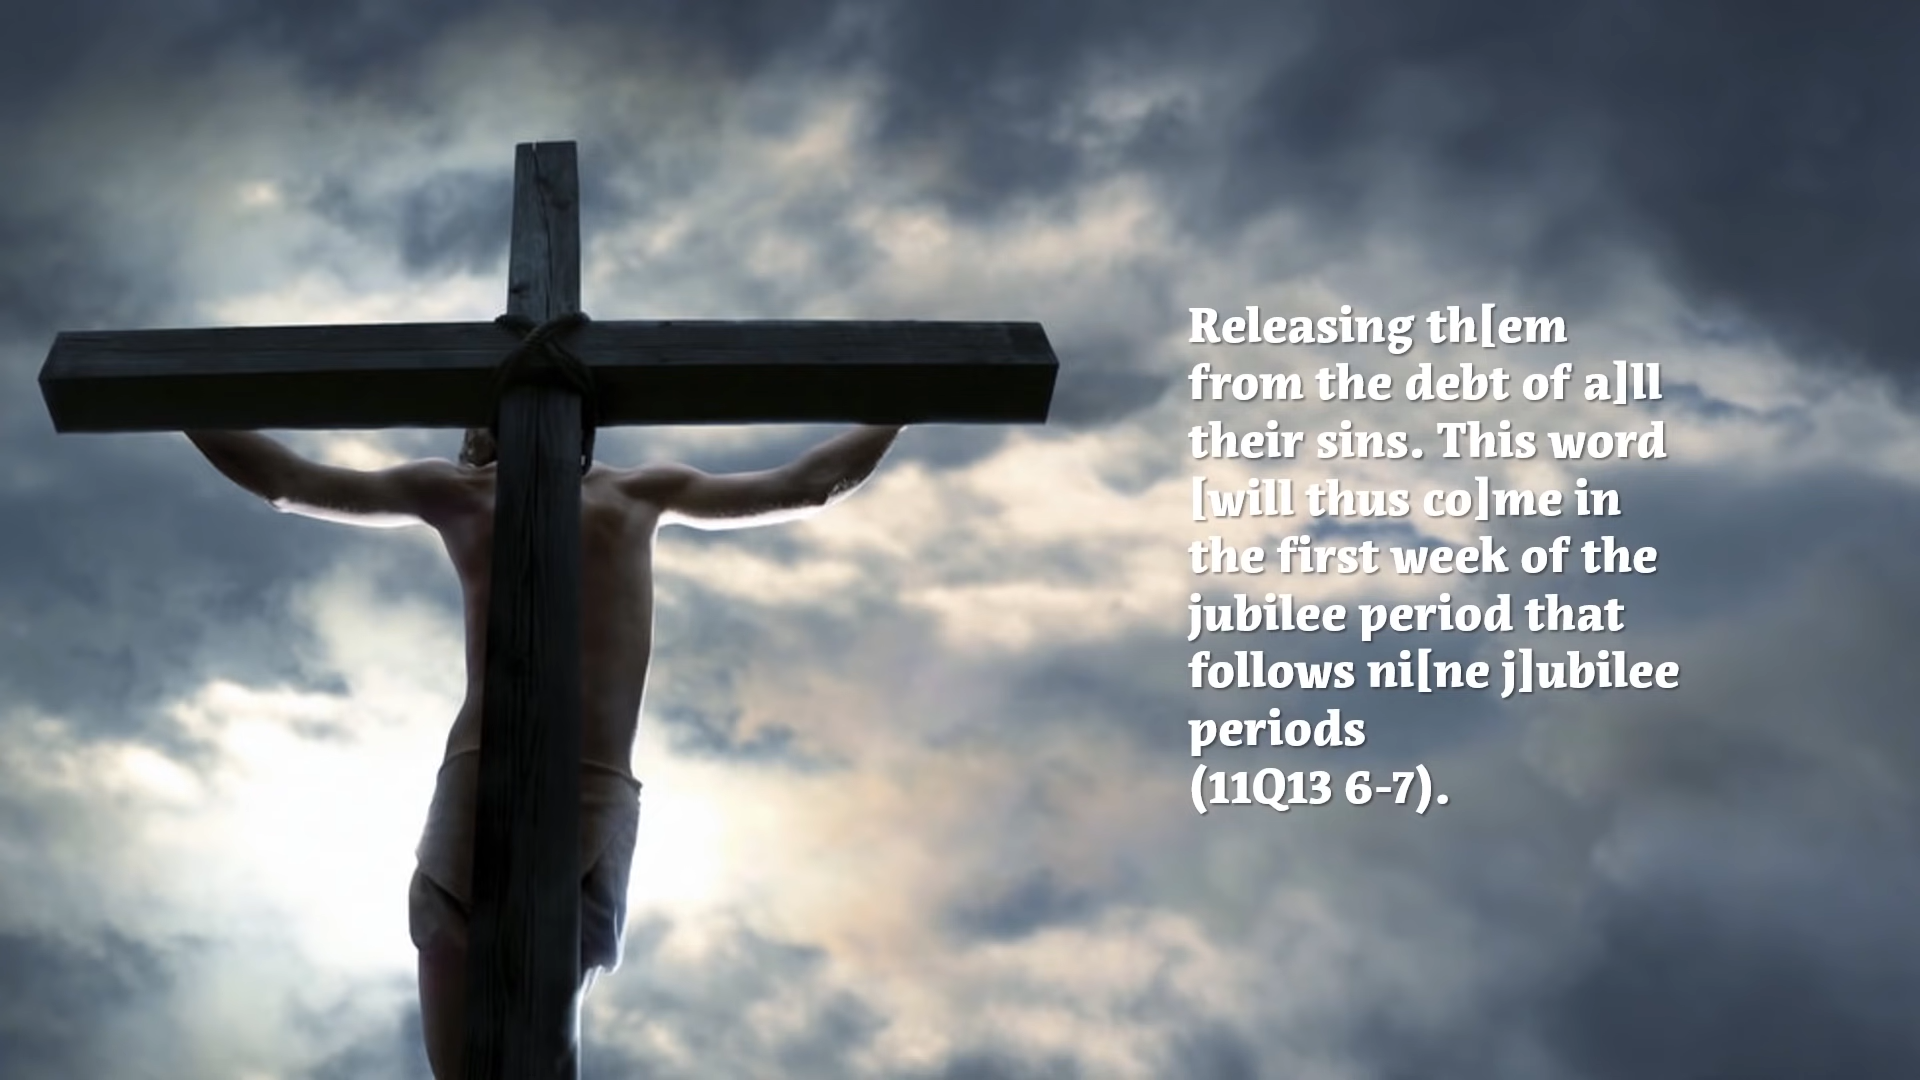 Releasing th[em
from the debt of a]ll
their sins. This word
[will thus co]me in
the first week of the
jubilee period that
follows ni[ne j]ubilee
periods
(11Q13 6-7).